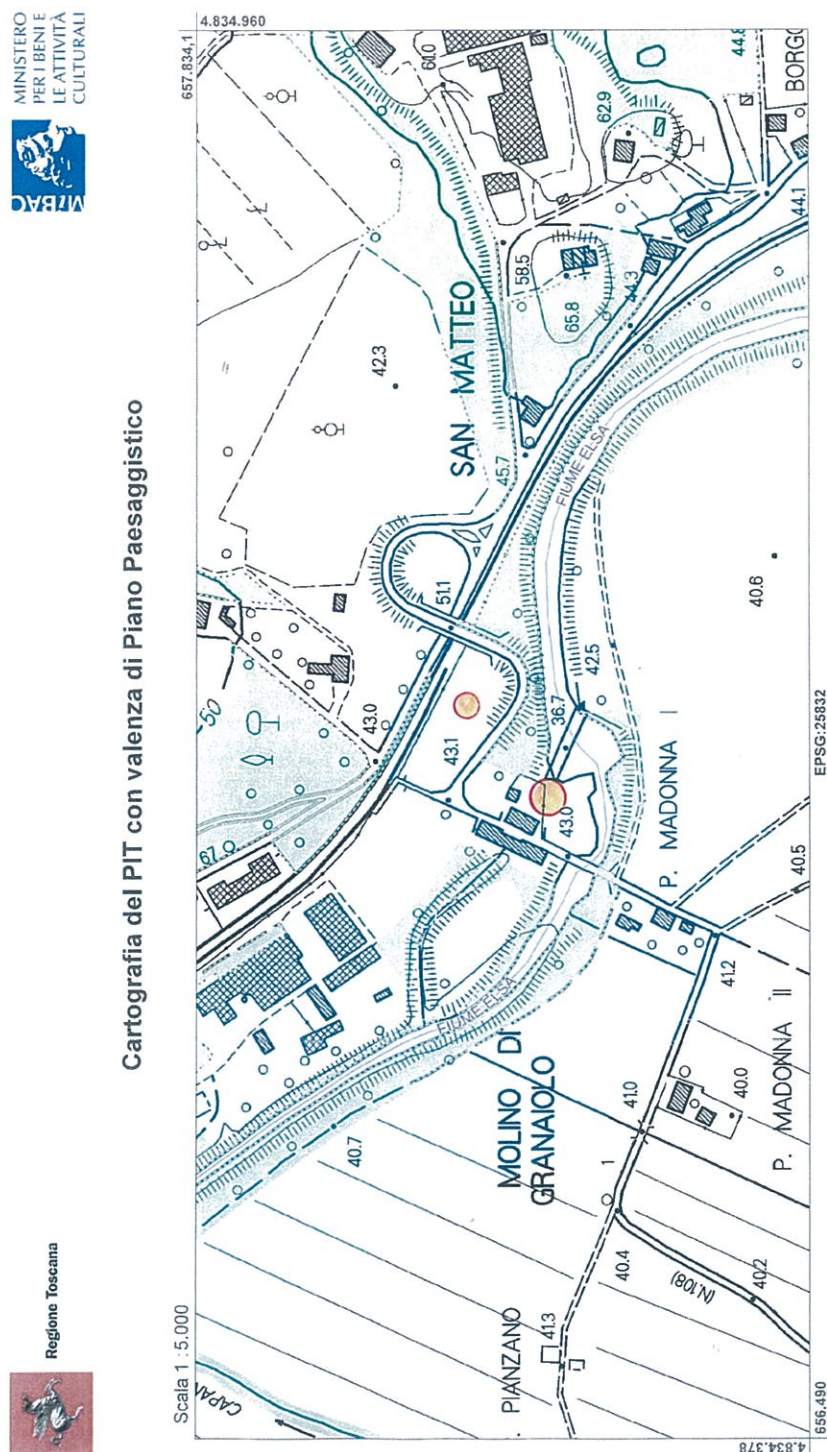 Regione Toscana
MINISTERO
PER I BENI E
LE ATTIVITÀ
CULTURALI
MiBAC
Cartografia del PIT con valenza di Piano Paesaggistico
Scala 1 : 5.000
657.834,1
4.834.960
CAPAN
PIANZANO
41.3
40.4
(N.108)
40.2
1
41.0
40.7
MOLINO DI
GRANAIOLO
40.0
P. MADONNA II
41.2
40.5
P. MADONNA I
FIUME ELSA
67.
43.0
43.1
43.0
36.7
42.5
50
51.1
45.7
SAN MATTEO
42.3
FIUME ELSA
40.6
58.5
65.8
44.3
61.0
62.9
44.1
44.8
BORGO
656.490
4.834.378
EPSG:25832